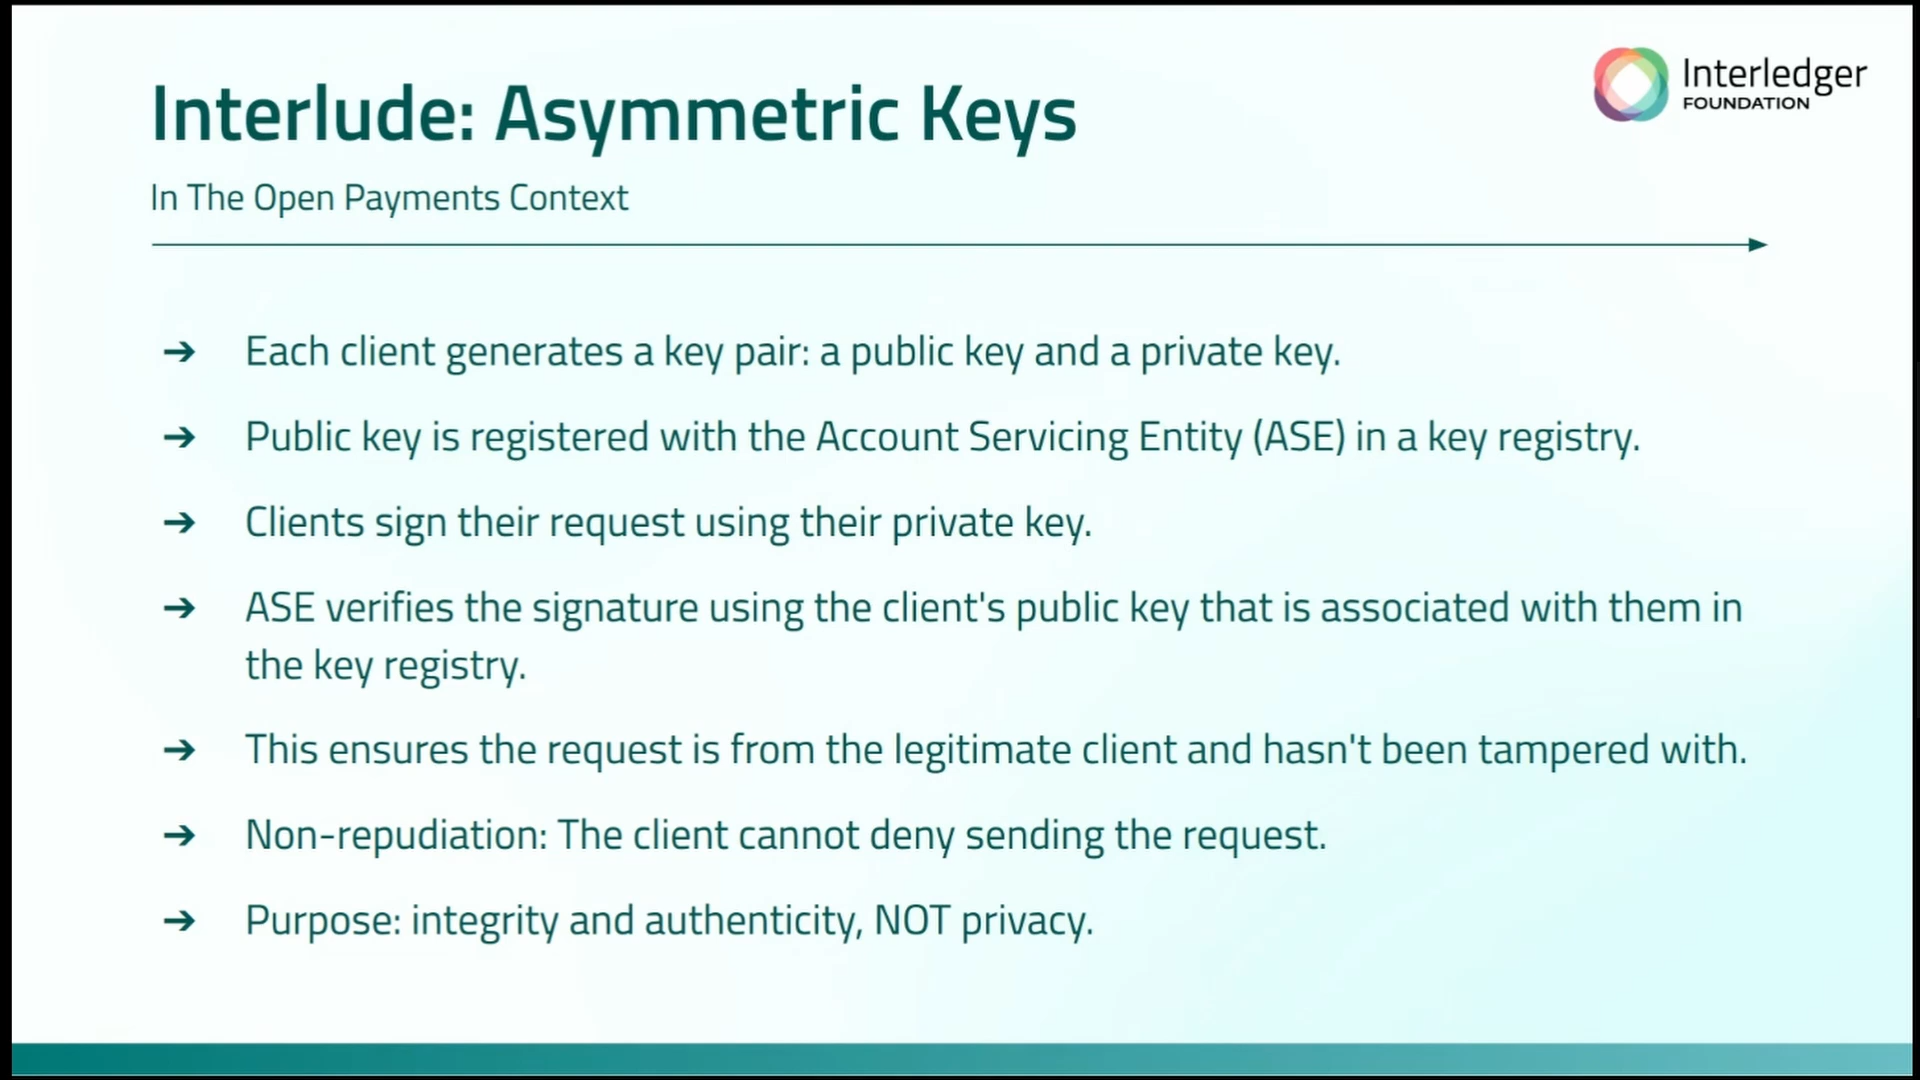 Interledger
FOUNDATION
Interlude: Asymmetric Keys
In The Open Payments Context
➔ Each client generates a key pair: a public key and a private key.
➔ Public key is registered with the Account Servicing Entity (ASE) in a key registry.
➔ Clients sign their request using their private key.
➔ ASE verifies the signature using the client's public key that is associated with them in
the key registry.
➔ This ensures the request is from the legitimate client and hasn't been tampered with.
➔ Non-repudiation: The client cannot deny sending the request.
➔ Purpose: integrity and authenticity, NOT privacy.